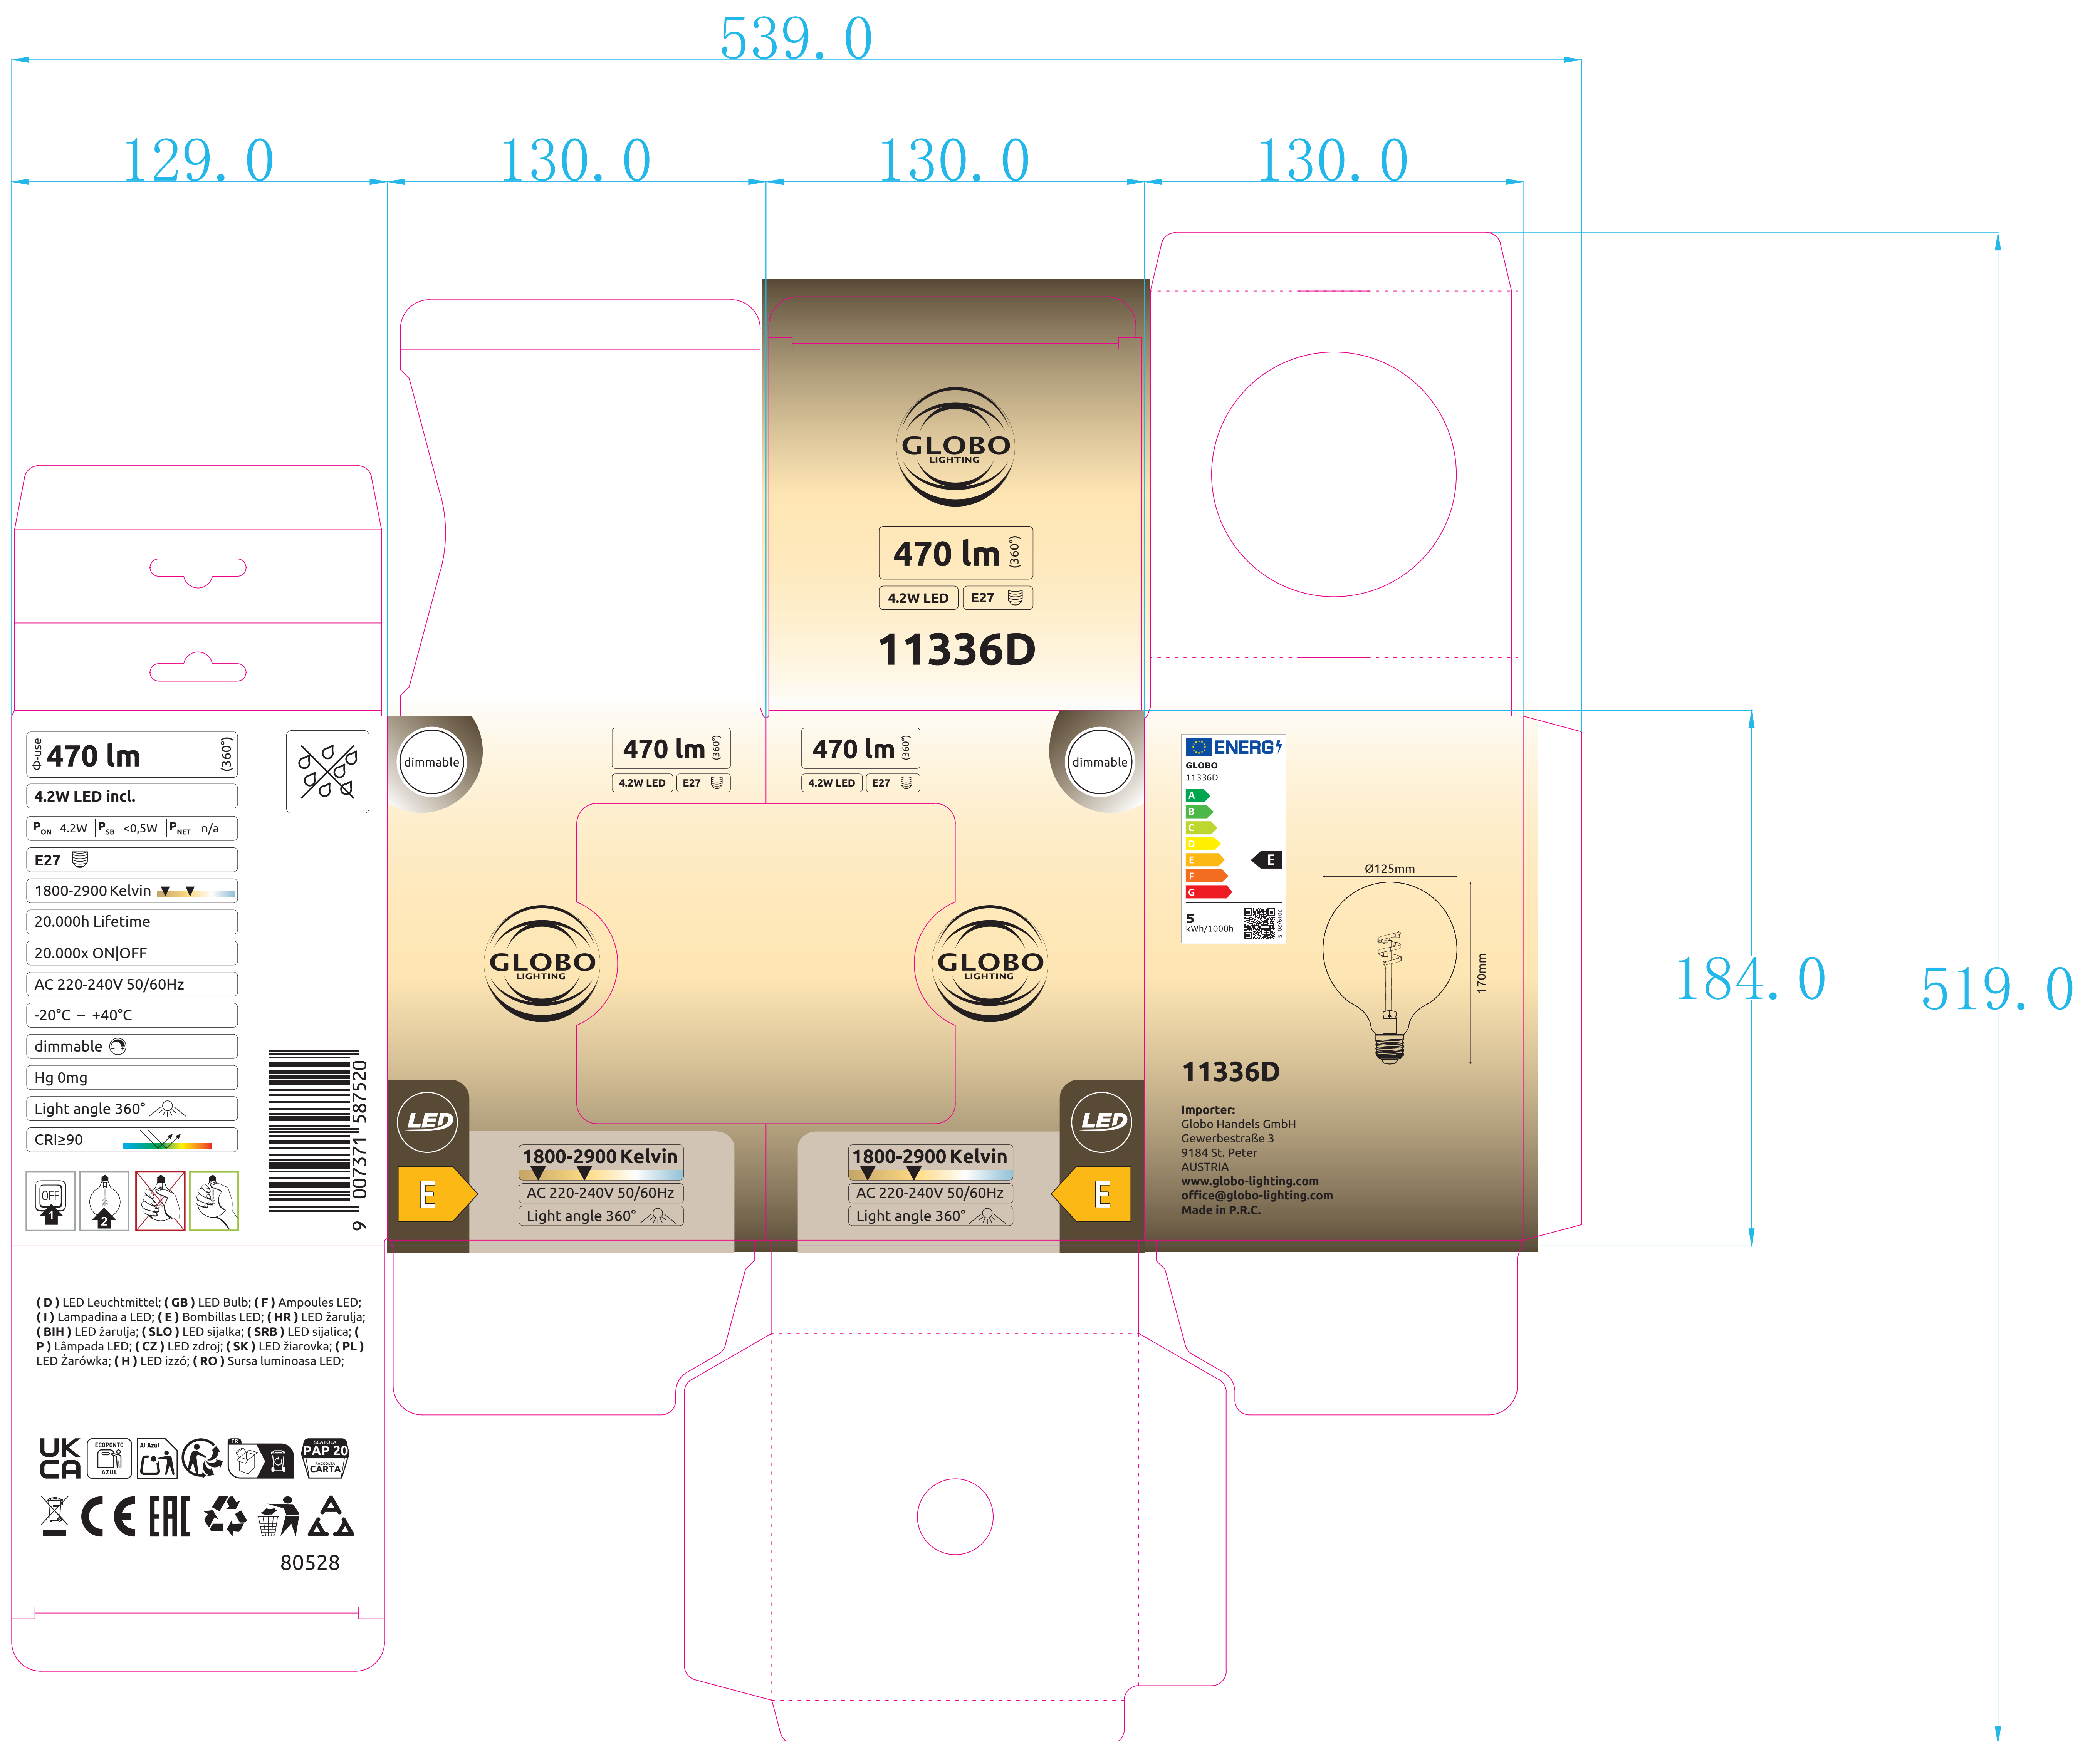 539.0
129.0
130.0
130.0
130.0
GLOBO
LIGHTING
470 lm (360°)
4.2W LED
E27
11336D
Φ-use 470 lm (360°)
4.2W LED incl.
PON 4.2W PSB <0,5W PNET n/a
E27
1800-2900 Kelvin
20.000h Lifetime
20.000x ON|OFF
AC 220-240V 50/60Hz
-20°C – +40°C
dimmable
Hg 0mg
Light angle 360°
CRI≥90
OFF
1
2
9 007371 587520
dimmable
470 lm (360°)
4.2W LED
E27
GLOBO
LIGHTING
LED
E
1800-2900 Kelvin
AC 220-240V 50/60Hz
Light angle 360°
470 lm (360°)
4.2W LED
E27
dimmable
GLOBO
LIGHTING
1800-2900 Kelvin
AC 220-240V 50/60Hz
Light angle 360°
LED
E
ENERG
GLOBO
11336D
A
B
C
D
E
E
F
G
5
kWh/1000h
2019/2015
Ø125mm
170mm
11336D
Importer:
Globo Handels GmbH
Gewerbestraße 3
9184 St. Peter
AUSTRIA
www.globo-lighting.com
office@globo-lighting.com
Made in P.R.C.
184.0
519.0
( D ) LED Leuchtmittel; ( GB ) LED Bulb; ( F ) Ampoules LED;
( I ) Lampadina a LED; ( E ) Bombillas LED; ( HR ) LED žarulja;
( BIH ) LED žarulja; ( SLO ) LED sijalka; ( SRB ) LED sijalica; (
P ) Lâmpada LED; ( CZ ) LED zdroj; ( SK ) LED žiarovka; ( PL )
LED Żarówka; ( H ) LED izzó; ( RO ) Sursa luminoasa LED;
UK
CA
ECOPONTO
AZUL
Al Azul
FR
SCATOLA
PAP 20
RACCOLTA
CARTA
CE
EAC
80528